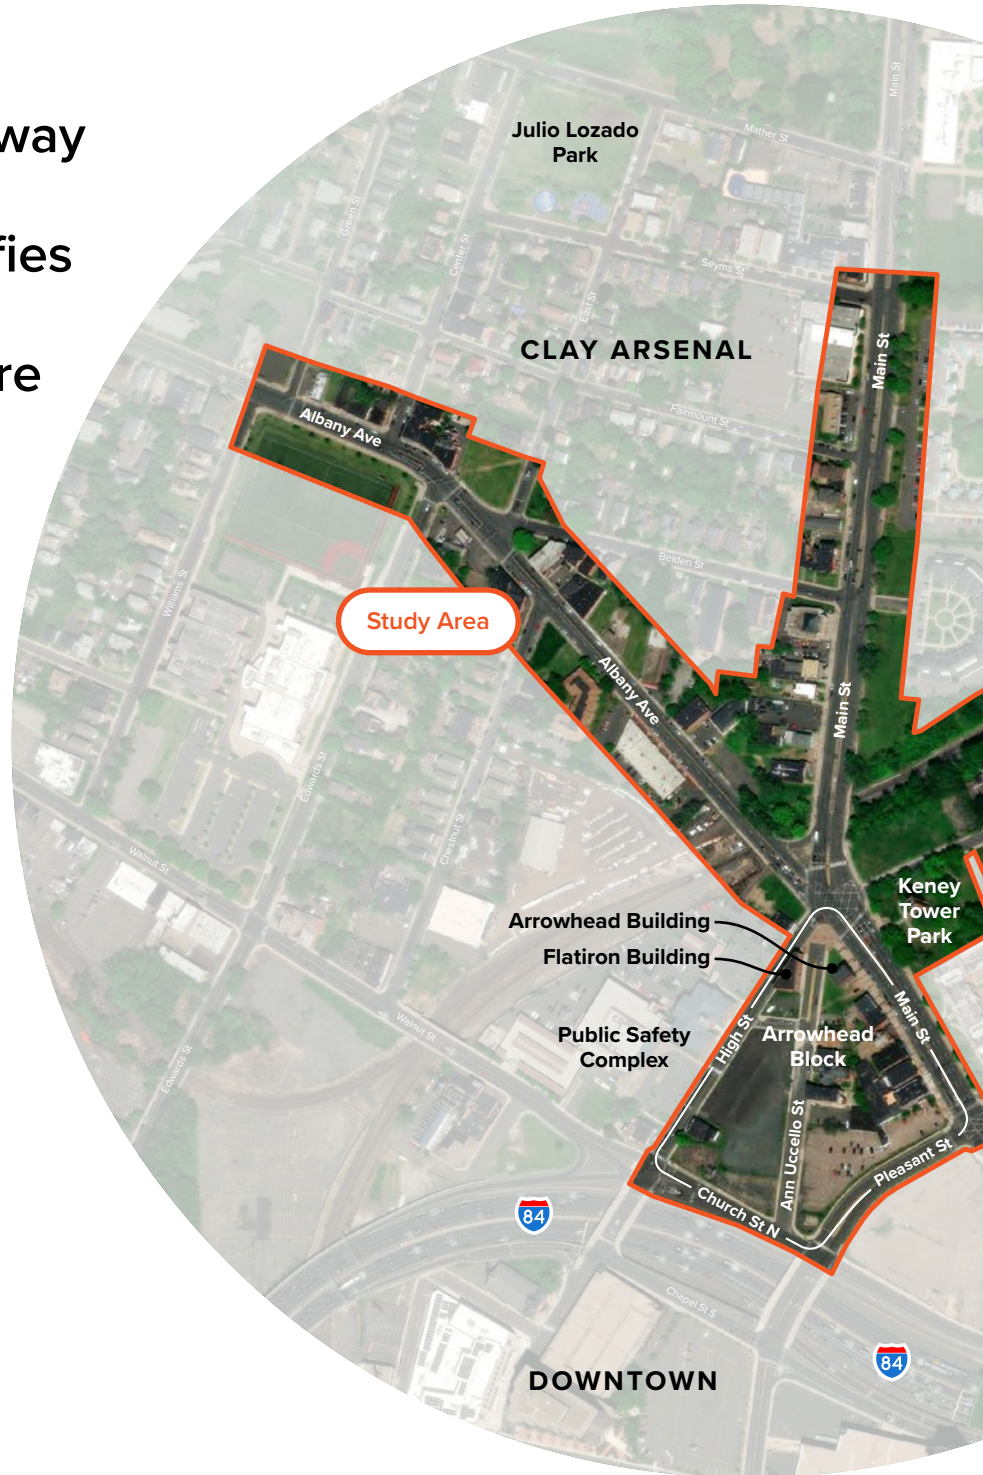 way
fies
re
Julio Lozado
Park
Main St
Mather St
Green St
Center St
Seyms St
East St
CLAY ARSENAL
Main St
Fairmount St
Albany Ave
Belden St
Williams St
Study Area
Albany Ave
Main St
Edwards St
Chestnut St
Walnut St
Keney
Tower
Park
Arrowhead Building
Flatiron Building
Main St
High St
Arrowhead
Block
Public Safety
Complex
Walnut St
Edwards St
Ann Uccello St
Pleasant St
Church St N
84
Chapel St S
84
DOWNTOWN